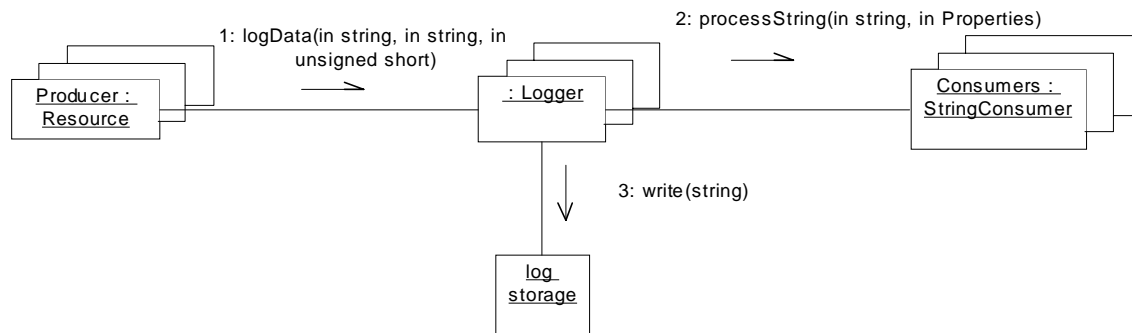 1: logData(in string, in string, in
unsigned short)
2: processString(in string, in Properties)
Producer :
Resource
: Logger
Consumers :
StringConsumer
3: write(string)
log
storage